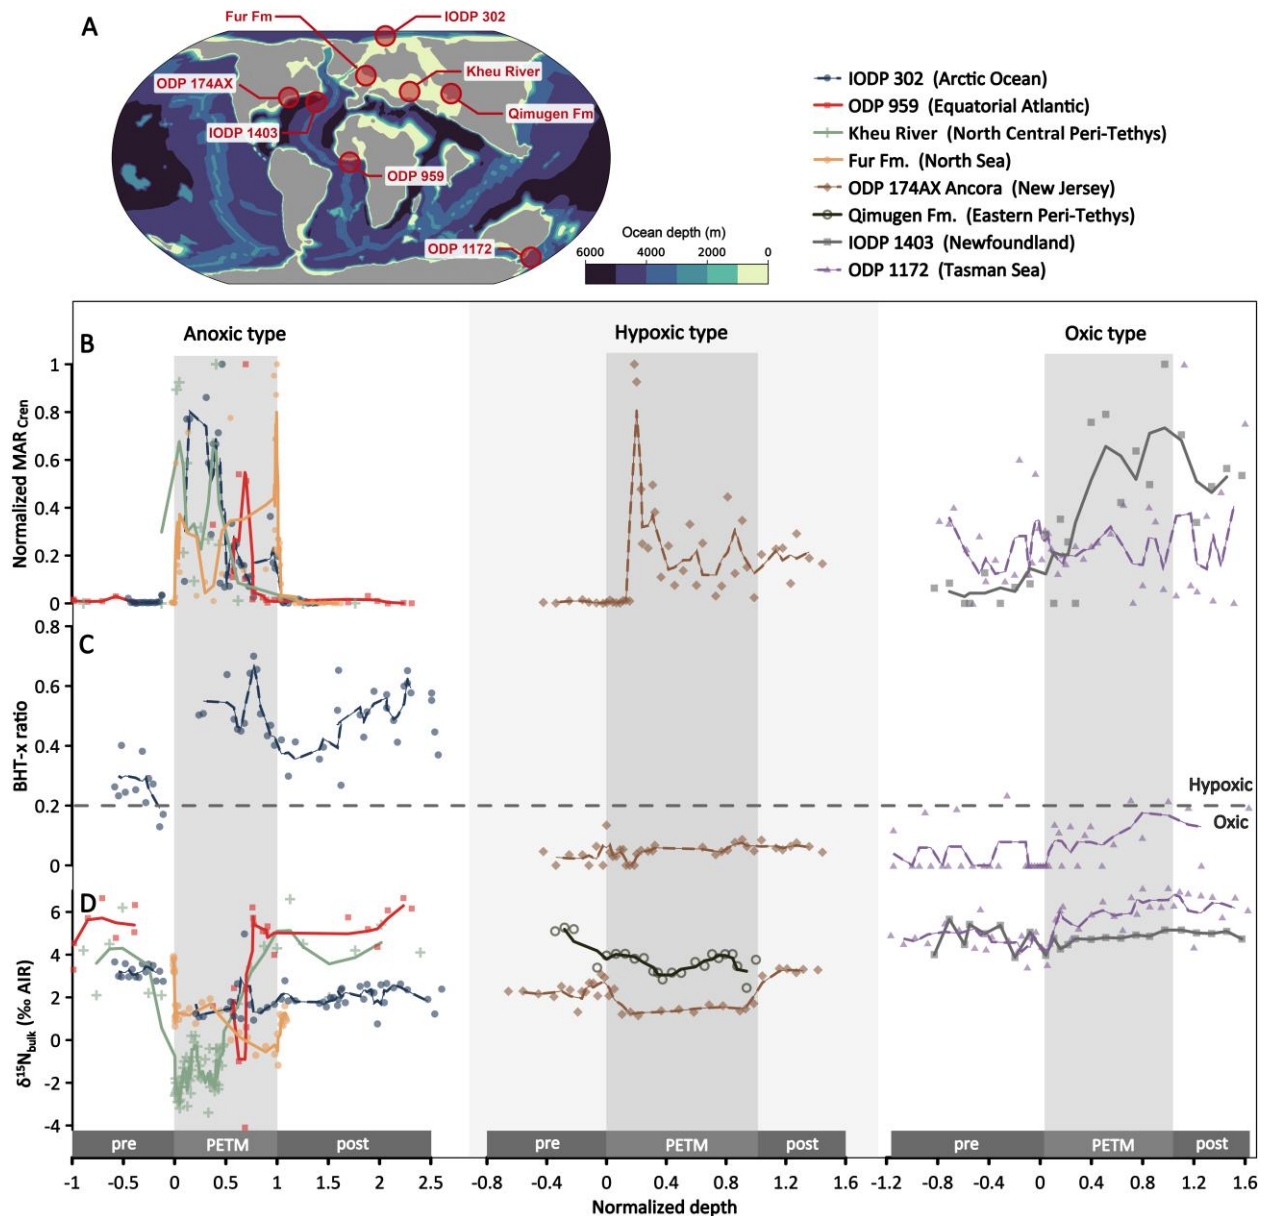 A
Fur Fm
IODP 302
Kheu River
ODP 174AX
Qimugen Fm
IODP 1403
ODP 959
ODP 1172
Ocean depth (m)
6000 4000 2000 0
IODP 302 (Arctic Ocean)
ODP 959 (Equatorial Atlantic)
Kheu River (North Central Peri-Tethys)
Fur Fm. (North Sea)
ODP 174AX Ancora (New Jersey)
Qimugen Fm. (Eastern Peri-Tethys)
IODP 1403 (Newfoundland)
ODP 1172 (Tasman Sea)
Anoxic type Hypoxic type Oxic type
B
Normalized MAR Cren
1
0.8
0.6
0.4
0.2
0
C
BHT-x ratio
0.8
0.6
0.4
0.2
0
Hypoxic
Oxic
D
δ15Nbulk (‰ AIR)
6
4
2
0
-2
-4
pre PETM post pre PETM post pre PETM post
-1 -0.5 0 0.5 1 1.5 2 2.5 -0.8 -0.4 0 0.4 0.8 1.2 1.6 -1.2 -0.8 -0.4 0 0.4 0.8 1.2 1.6
Normalized depth